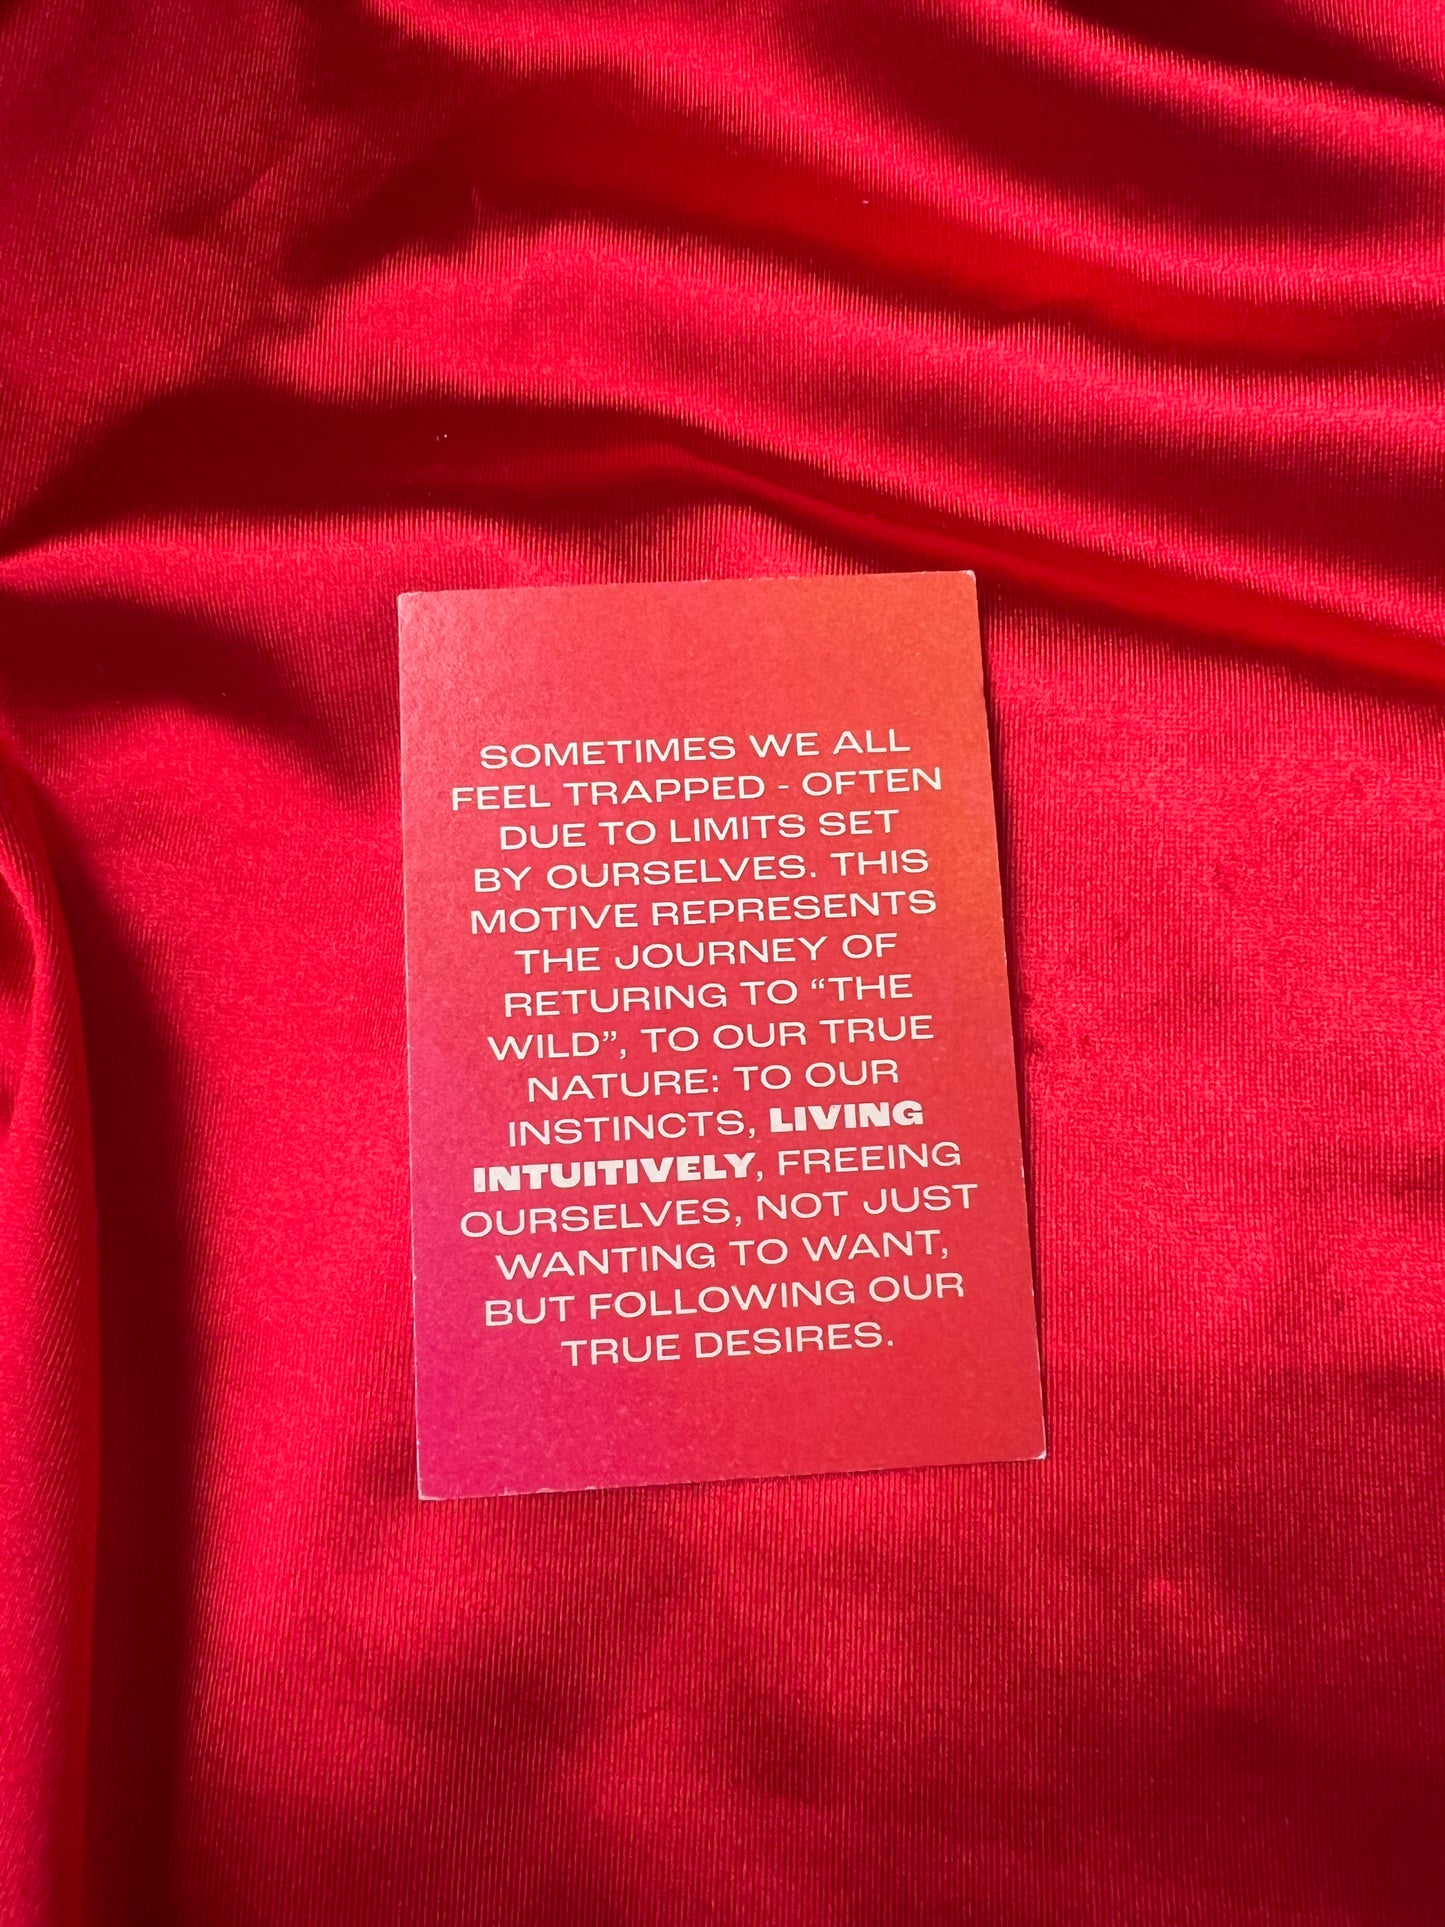 SOMETIMES WE ALL
FEEL TRAPPED - OFTEN
DUE TO LIMITS SET
BY OURSELVES. THIS
MOTIVE REPRESENTS
THE JOURNEY OF
RETURING TO “THE
WILD”, TO OUR TRUE
NATURE: TO OUR
INSTINCTS, LIVING
INTUITIVELY, FREEING
OURSELVES, NOT JUST
WANTING TO WANT,
BUT FOLLOWING OUR
TRUE DESIRES.